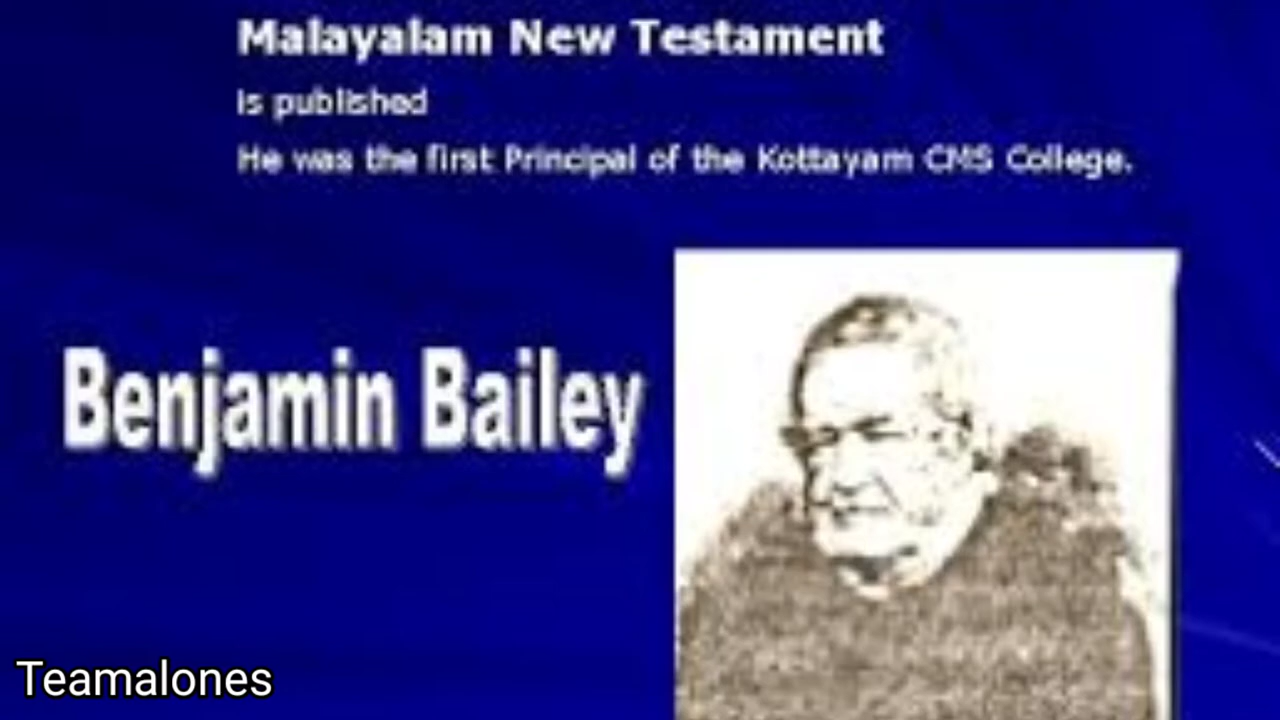 Malayalam New Testament
is published
He was the first Principal of the Kottayam CMS College.
Benjamin Bailey
Teamalones